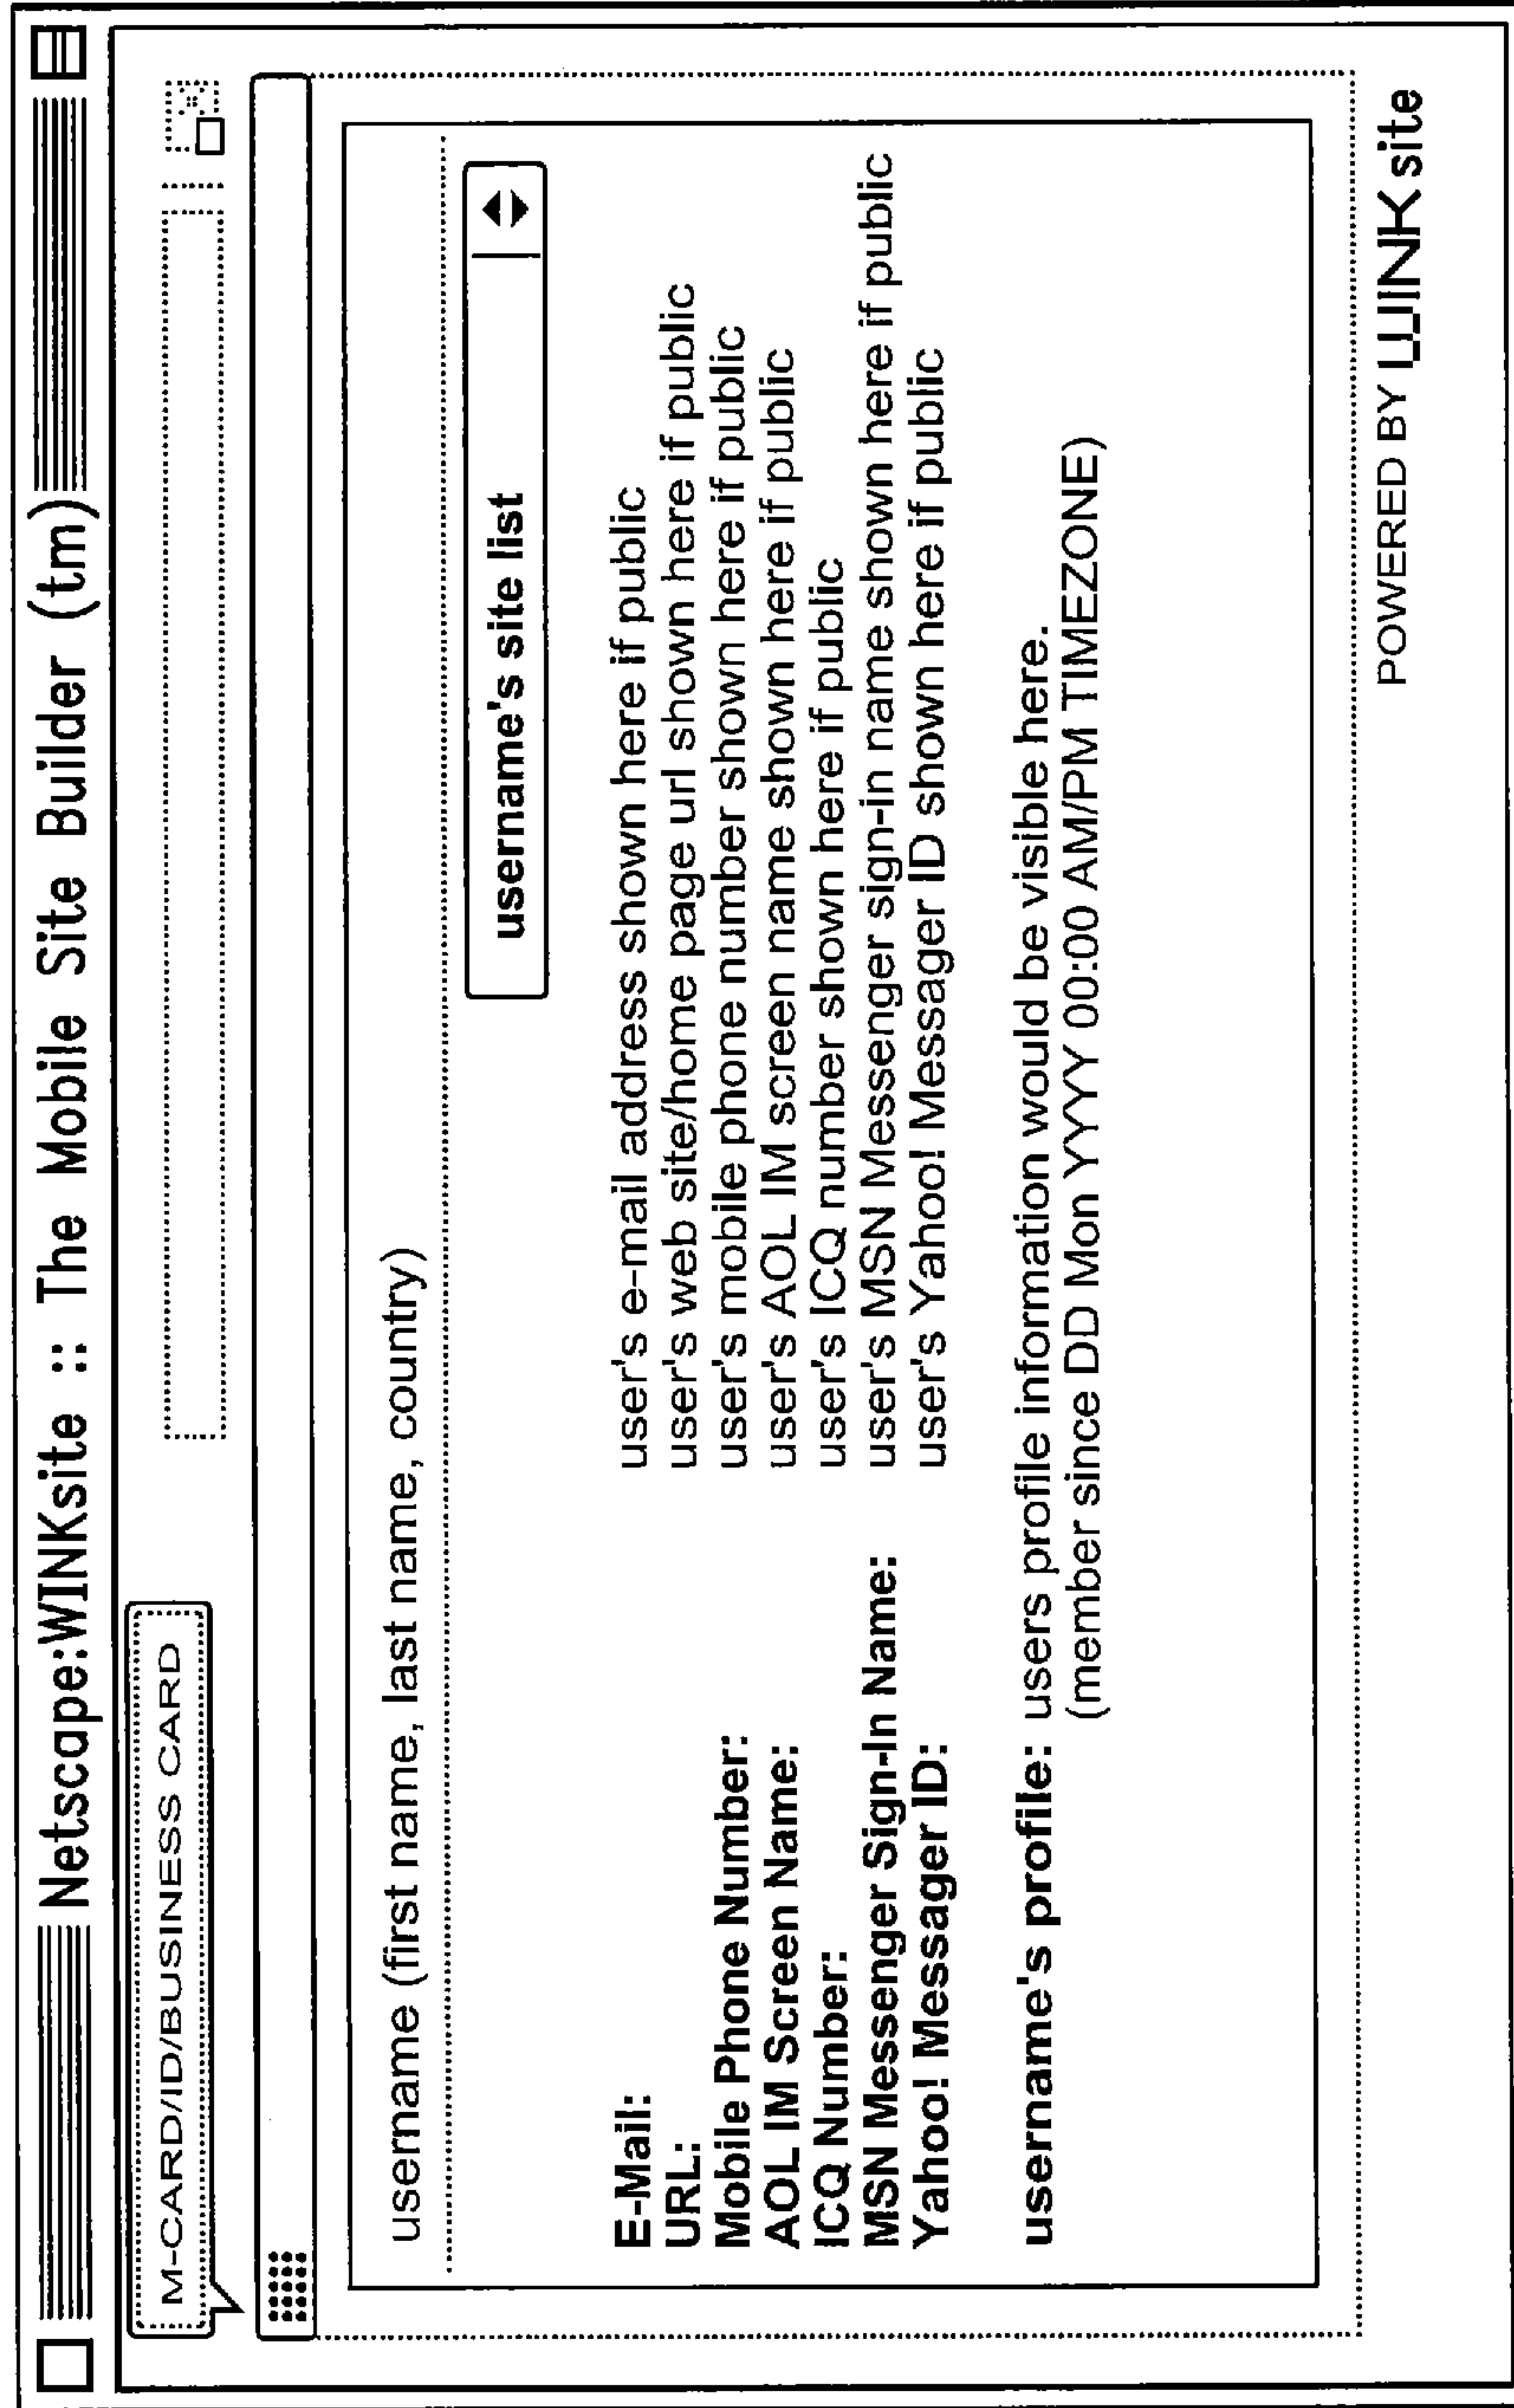 Netscape:WINKsite :: The Mobile Site Builder (tm)
M-CARD/ID/BUSINESS CARD
username (first name, last name, country)
username's site list
E-Mail: user's e-mail address shown here if public
URL: user's web site/home page url shown here if public
Mobile Phone Number: user's mobile phone number shown here if public
AOL IM Screen Name: user's AOL IM screen name shown here if public
ICQ Number: user's ICQ number shown here if public
MSN Messenger Sign-In Name: user's MSN Messenger sign-in name shown here if public
Yahoo! Messager ID: user's Yahoo! Messager ID shown here if public
username's profile: users profile information would be visible here.
(member since DD Mon YYYY 00:00 AM/PM TIMEZONE)
POWERED BY WINKsite